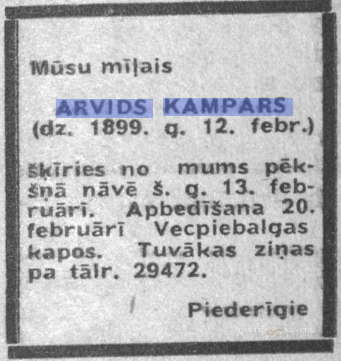 Mūsu mīļais
ARVIDS KAMPARS
(dz. 1899. g. 12. febr.)
šķīries no mums pēk-
šņā nāvē š. g. 13. feb-
ruārī. Apbedīšana 20.
februārī Vecpiebalgas
kapos. Tuvākas ziņas
pa tālr. 29472.
Piederīgie